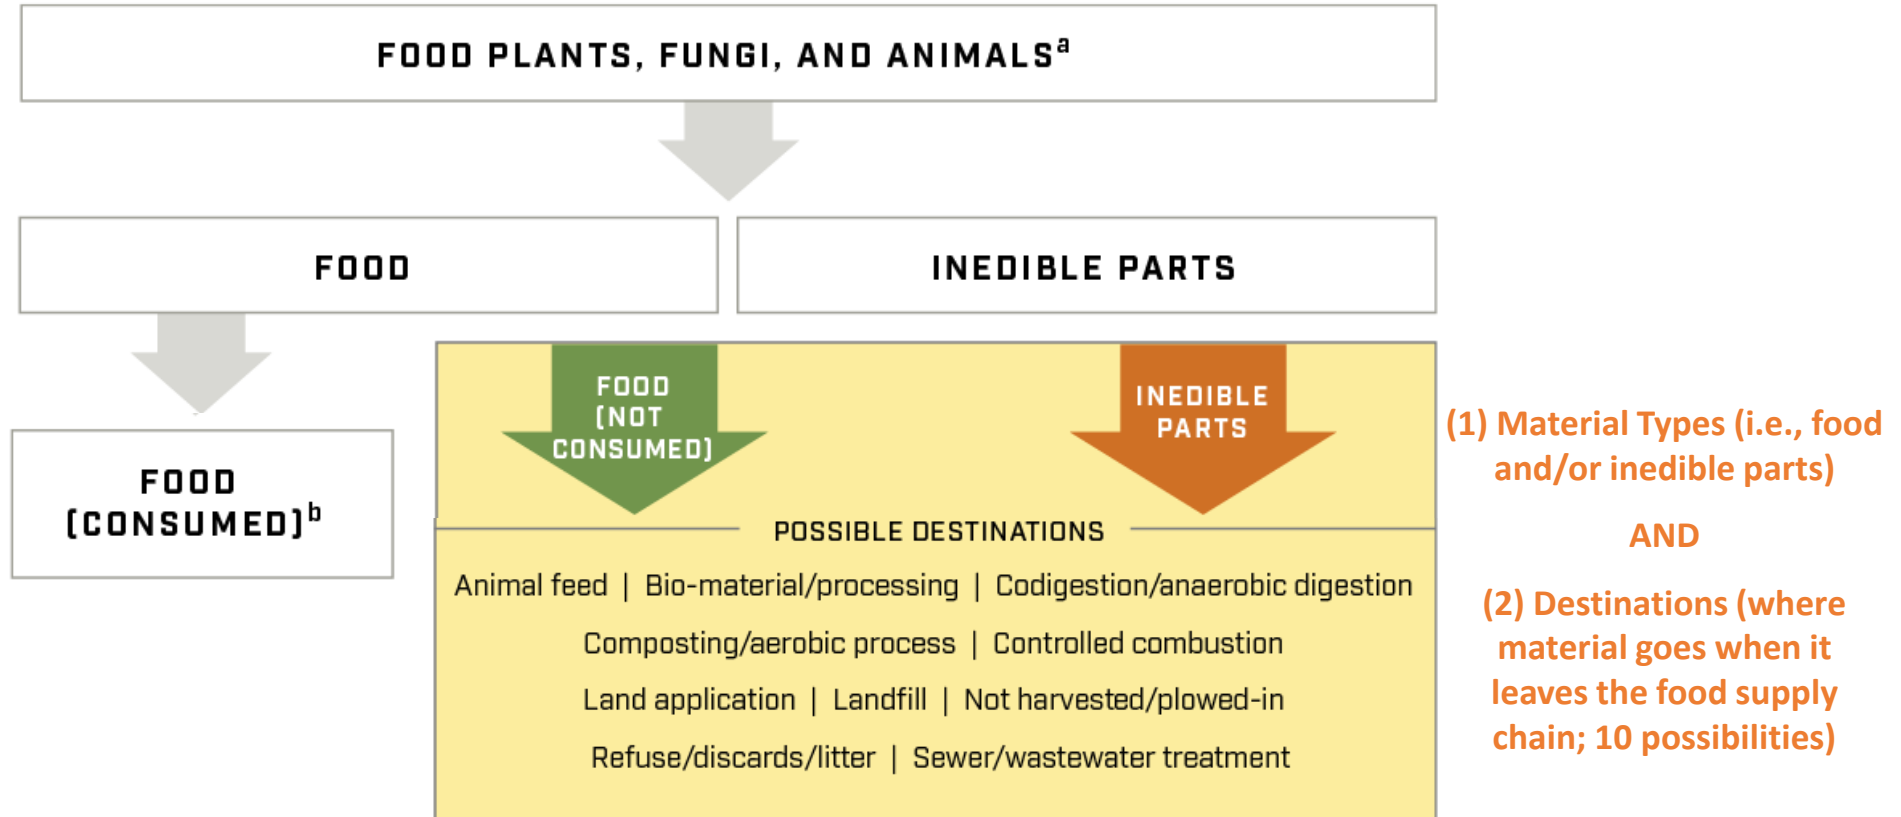 FOOD PLANTS, FUNGI, AND ANIMALSᵃ
FOOD
INEDIBLE PARTS
FOOD
(CONSUMED)ᵇ
FOOD
(NOT
CONSUMED)
INEDIBLE
PARTS
POSSIBLE DESTINATIONS
Animal feed | Bio-material/processing | Codigestion/anaerobic digestion
Composting/aerobic process | Controlled combustion
Land application | Landfill | Not harvested/plowed-in
Refuse/discards/litter | Sewer/wastewater treatment
(1) Material Types (i.e., food
and/or inedible parts)
AND
(2) Destinations (where
material goes when it
leaves the food supply
chain; 10 possibilities)